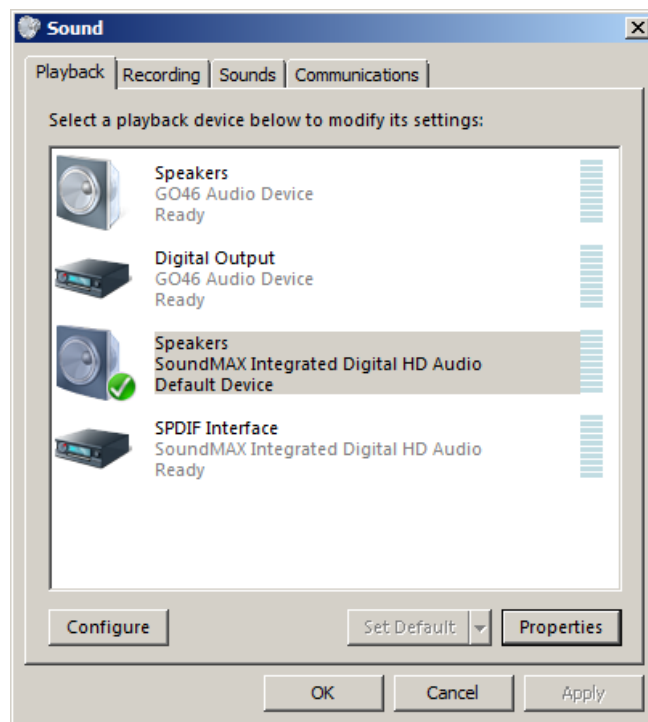 Sound
Playback Recording Sounds Communications
Select a playback device below to modify its settings:
Speakers
GO46 Audio Device
Ready
Digital Output
GO46 Audio Device
Ready
Speakers
SoundMAX Integrated Digital HD Audio
Default Device
SPDIF Interface
SoundMAX Integrated Digital HD Audio
Ready
Configure Set Default Properties
OK Cancel Apply